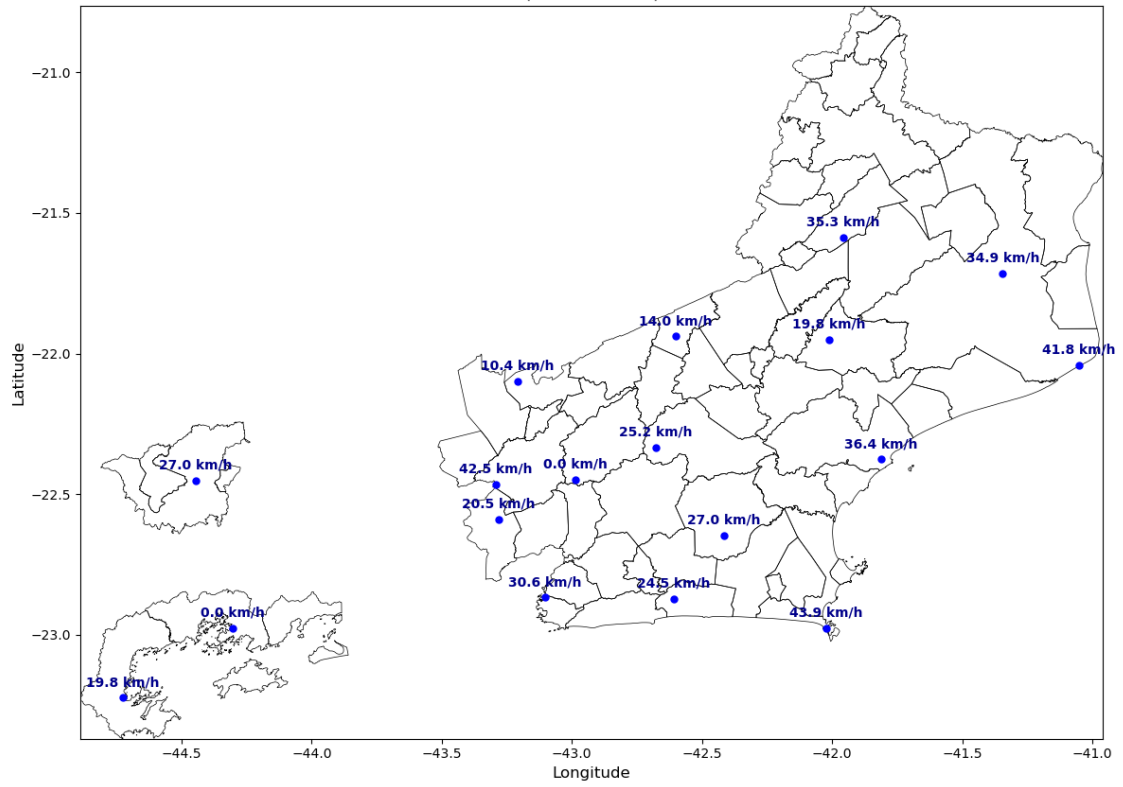 −21.0
−21.5
−22.0
−22.5
−23.0
Latitude
35.3 km/h
34.9 km/h
14.0 km/h
19.8 km/h
41.8 km/h
10.4 km/h
25.2 km/h
36.4 km/h
27.0 km/h
42.5 km/h
0.0 km/h
20.5 km/h
27.0 km/h
30.6 km/h
24.5 km/h
0.0 km/h
43.9 km/h
19.8 km/h
−44.5
−44.0
−43.5
−43.0
−42.5
−42.0
−41.5
−41.0
Longitude